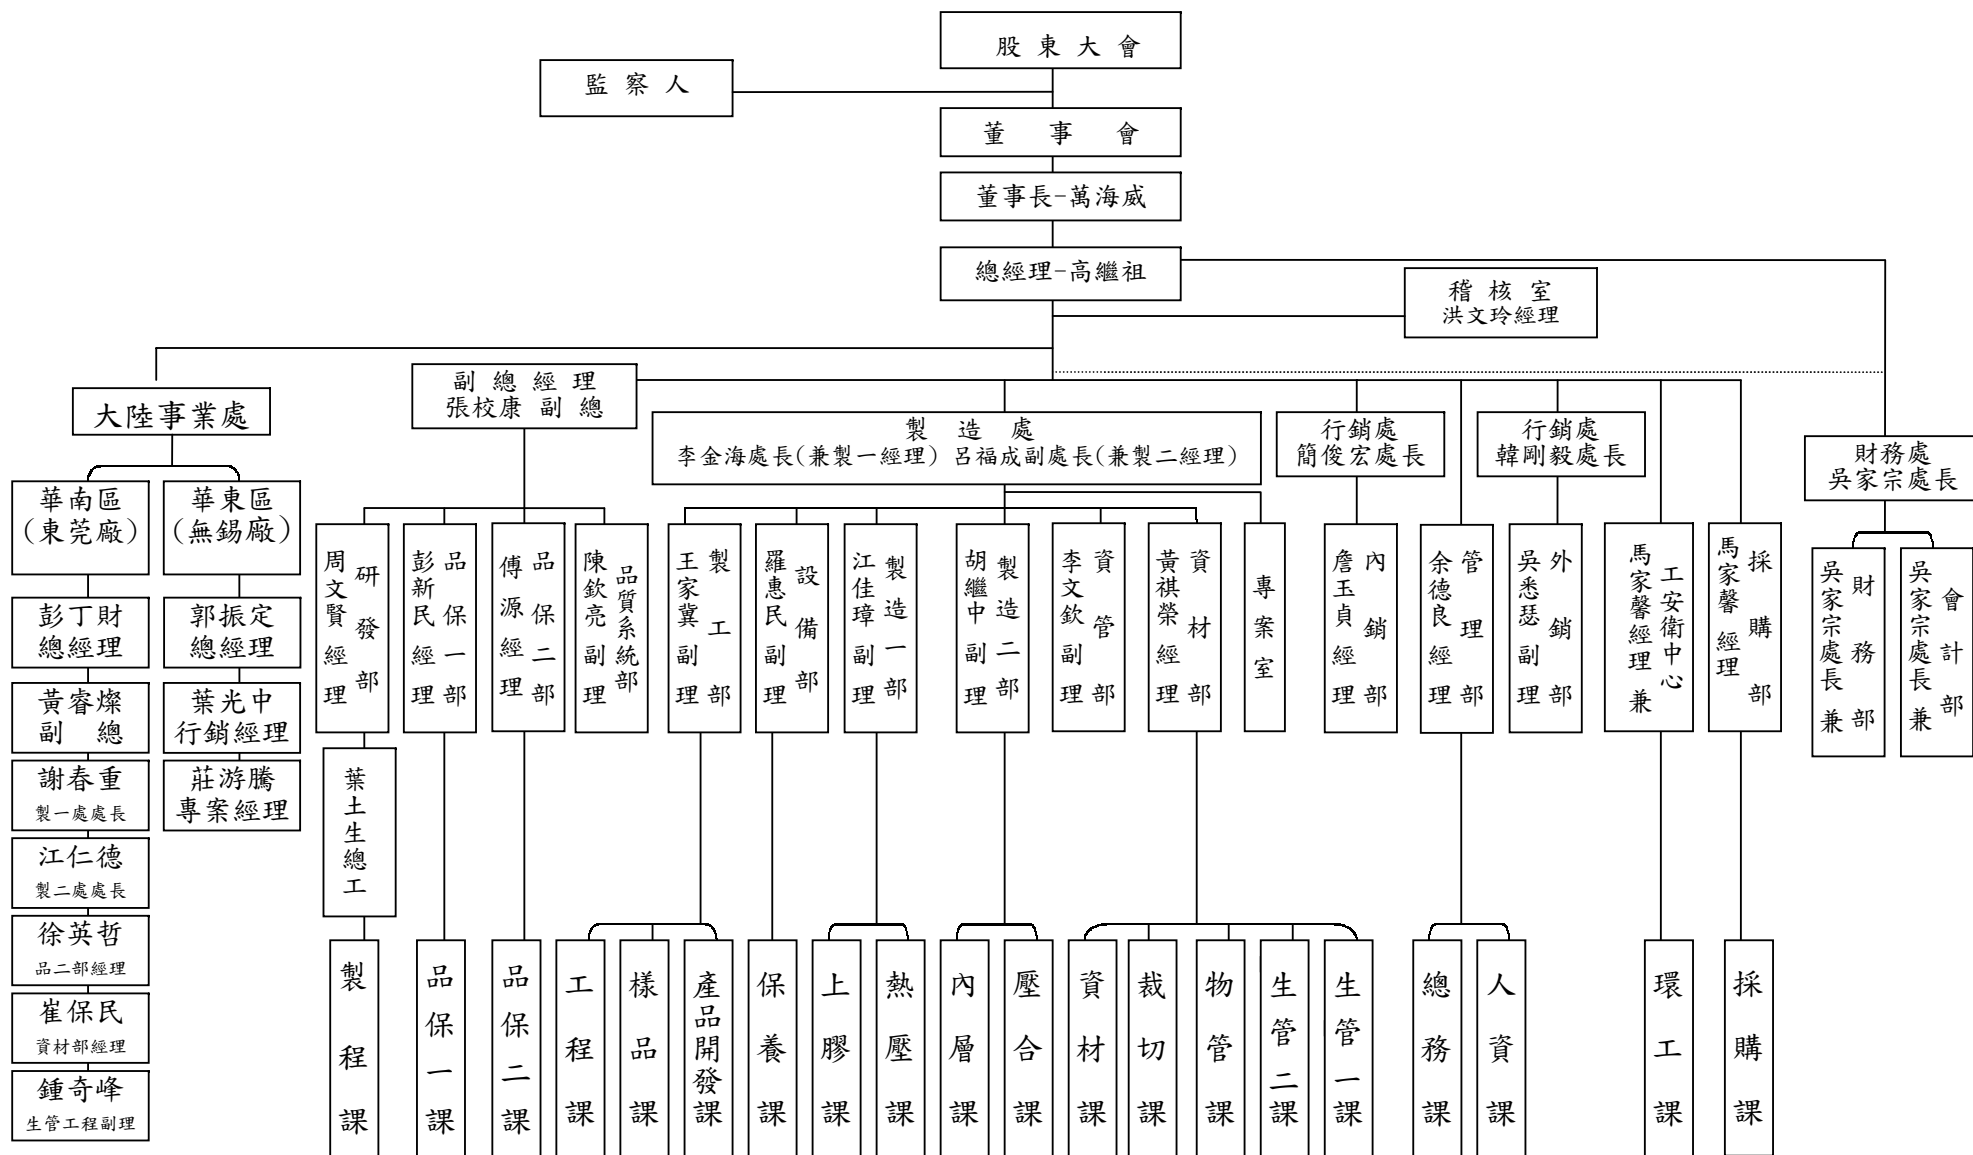 股東大會
監察人
董事會
董事長-萬海威
總經理-高繼祖
稽核室
洪文玲經理
副總經理
張校康 副總
大陸事業處
製造處
李金海處長(兼製一經理) 呂福成副處長(兼製二經理)
行銷處
簡俊宏處長
行銷處
韓剛毅處長
財務處
吳家宗處長
華南區
(東莞廠)
華東區
(無錫廠)
彭丁財
總經理
黃睿燦
副總
謝春重
製一處處長
江仁德
製二處處長
徐英哲
品二部經理
崔保民
資材部經理
鍾奇峰
生管工程副理
郭振定
總經理
葉光中
行銷經理
莊游騰
專案經理
研發部
周文賢經理
品保一部
彭新民經理
品保二部
傅源經理
品質系統部
陳欽亮副理
製工部
王家冀副理
設備部
羅惠民副理
製造一部
江佳璋副理
製造二部
胡繼中副理
資管部
李文欽副理
資材部
黃祺榮經理
專案室
內銷部
詹玉貞經理
管理部
余德良經理
外銷部
吳悉瑟副理
工安衛中心
馬家馨經理兼
採購部
馬家馨經理
財務部
吳家宗處長兼
會計部
吳家宗處長兼
葉土生總工
製程課
品保一課
品保二課
工程課
樣品課
產品開發課
保養課
上膠課
熱壓課
內層課
壓合課
資材課
裁切課
物管課
生管二課
生管一課
總務課
人資課
環工課
採購課